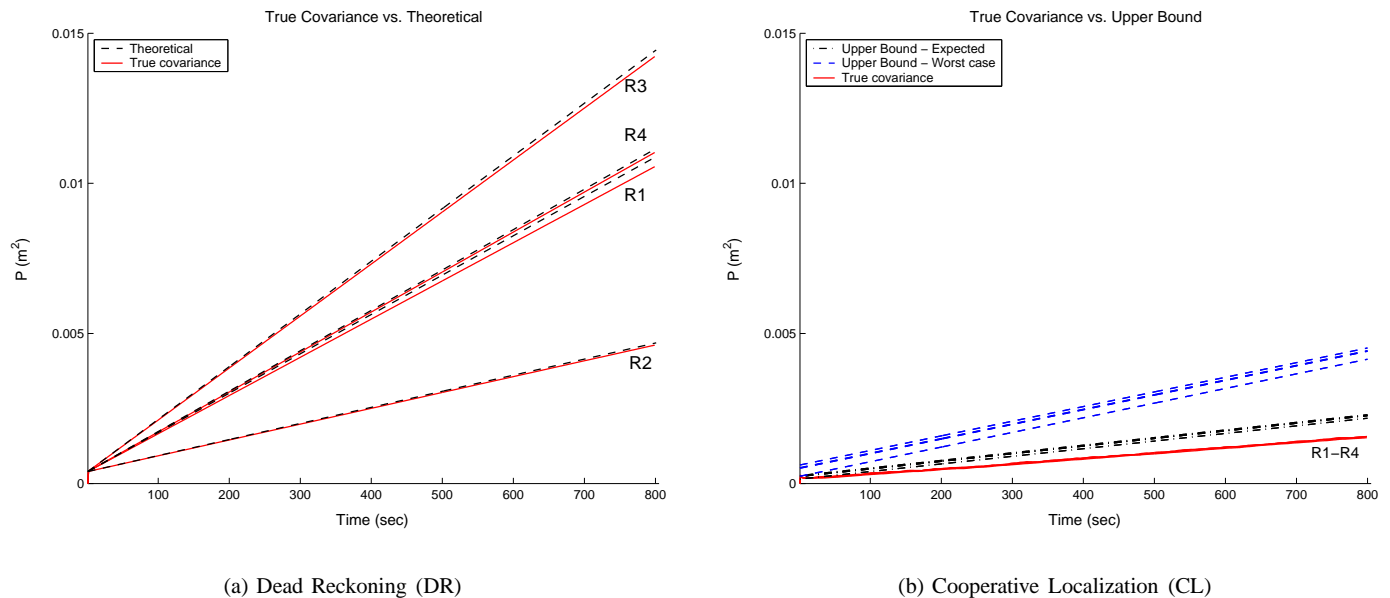 True Covariance vs. Theoretical
0.015
Theoretical
True covariance
R3
R4
0.01
R1
P (m²)
0.005
R2
0
100 200 300 400 500 600 700 800
Time (sec)
(a) Dead Reckoning (DR)
True Covariance vs. Upper Bound
0.015
Upper Bound − Expected
Upper Bound − Worst case
True covariance
0.01
P (m²)
0.005
R1−R4
0
100 200 300 400 500 600 700 800
Time (sec)
(b) Cooperative Localization (CL)